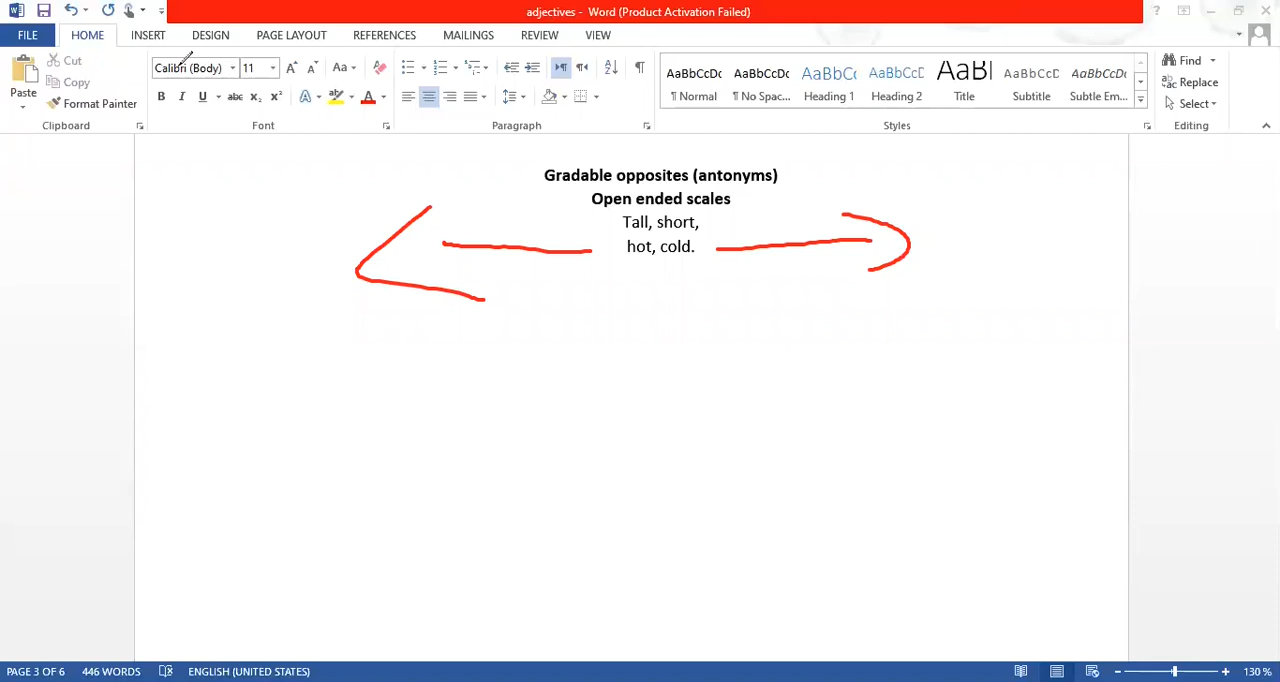 adjectives - Word (Product Activation Failed)
FILE HOME INSERT DESIGN PAGE LAYOUT REFERENCES MAILINGS REVIEW VIEW
Paste
Cut
Copy
Format Painter
Clipboard
Calibri (Body) 11
Font
Paragraph
AaBbCcDc AaBbCcDc AaBbCc AaBbCcD AaBl AaBbCcD AaBbCcDc
¶ Normal ¶ No Spac... Heading 1 Heading 2 Title Subtitle Subtle Em...
Styles
Find
Replace
Select
Editing
Gradable opposites (antonyms)
Open ended scales
Tall, short,
hot, cold.
PAGE 3 OF 6 446 WORDS ENGLISH (UNITED STATES) 130 %